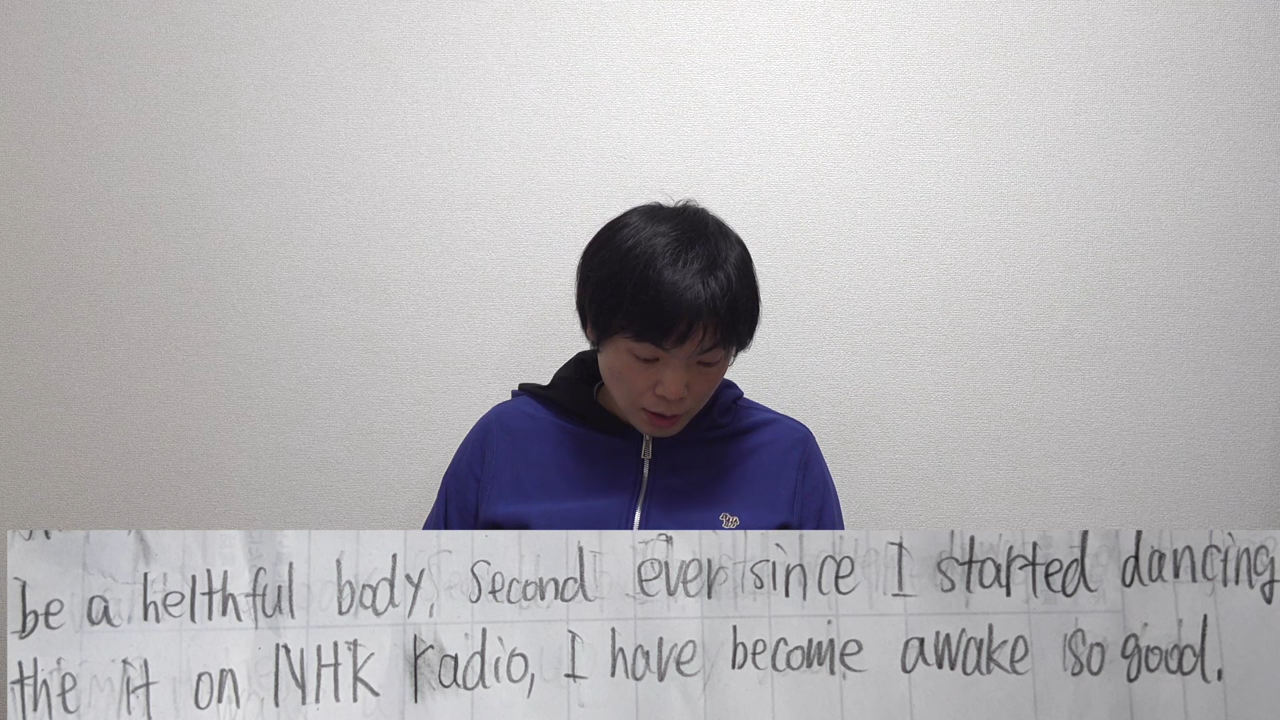 be a helthful body. Second ever since I started dancing
the it on NHK radio, I have become awake so good.